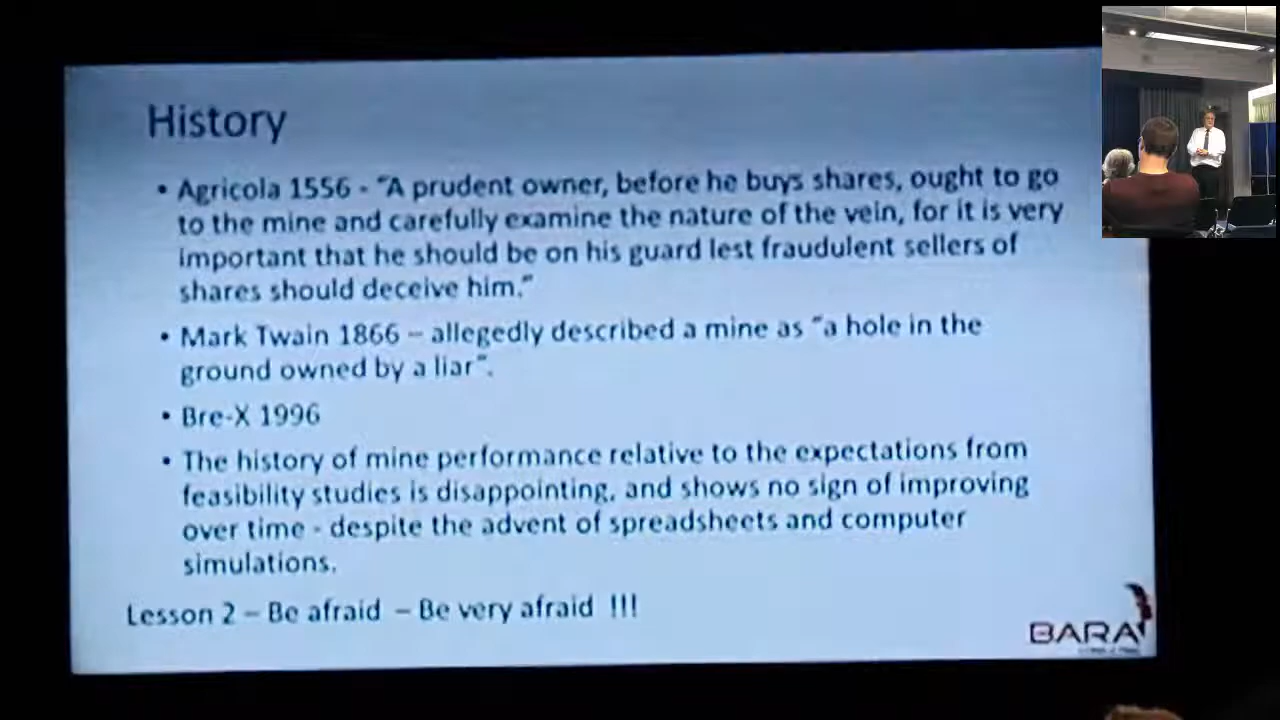 History
• Agricola 1556 - "A prudent owner, before he buys shares, ought to go
to the mine and carefully examine the nature of the vein, for it is very
important that he should be on his guard lest fraudulent sellers of
shares should deceive him."
• Mark Twain 1866 – allegedly described a mine as "a hole in the
ground owned by a liar".
• Bre-X 1996
• The history of mine performance relative to the expectations from
feasibility studies is disappointing, and shows no sign of improving
over time - despite the advent of spreadsheets and computer
simulations.
Lesson 2 – Be afraid – Be very afraid !!!
BARA